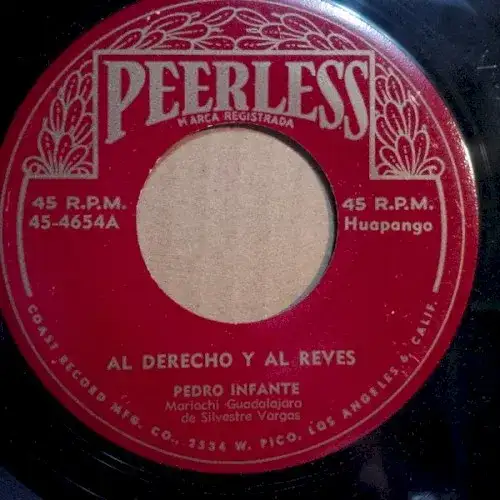 PEERLESS
MARCA REGISTRADA
45 R.P.M.
45-4654A
45 R.P.M.
Huapango
AL DERECHO Y AL REVES
PEDRO INFANTE
Mariachi Guadalajara
de Silvestre Vargas
COAST RECORD MFG. CO., 2534 W. PICO, LOS ANGELES 6, CALIF.